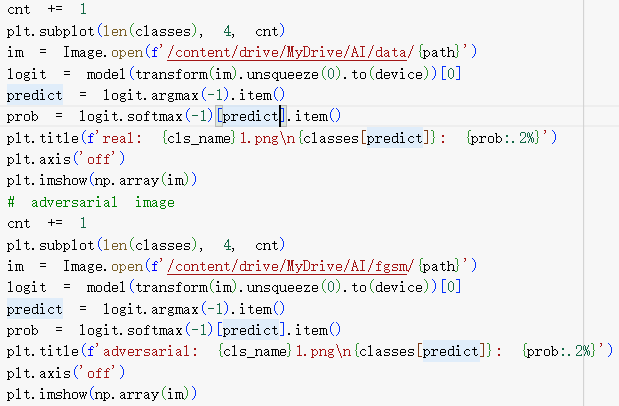 cnt += 1
plt.subplot(len(classes), 4, cnt)
im = Image.open(f'/content/drive/MyDrive/AI/data/{path}')
logit = model(transform(im).unsqueeze(0).to(device))[0]
predict = logit.argmax(-1).item()
prob = logit.softmax(-1)[predict].item()
plt.title(f'real: {cls_name}1.png\n{classes[predict]}: {prob:.2%}')
plt.axis('off')
plt.imshow(np.array(im))
# adversarial image
cnt += 1
plt.subplot(len(classes), 4, cnt)
im = Image.open(f'/content/drive/MyDrive/AI/fgsm/{path}')
logit = model(transform(im).unsqueeze(0).to(device))[0]
predict = logit.argmax(-1).item()
prob = logit.softmax(-1)[predict].item()
plt.title(f'adversarial: {cls_name}1.png\n{classes[predict]}: {prob:.2%}')
plt.axis('off')
plt.imshow(np.array(im))